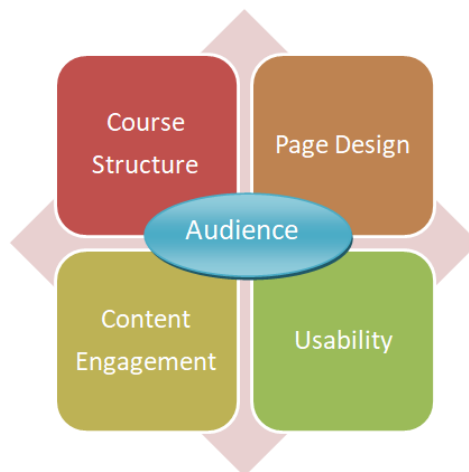 Course
Structure
Page Design
Audience
Content
Engagement
Usability